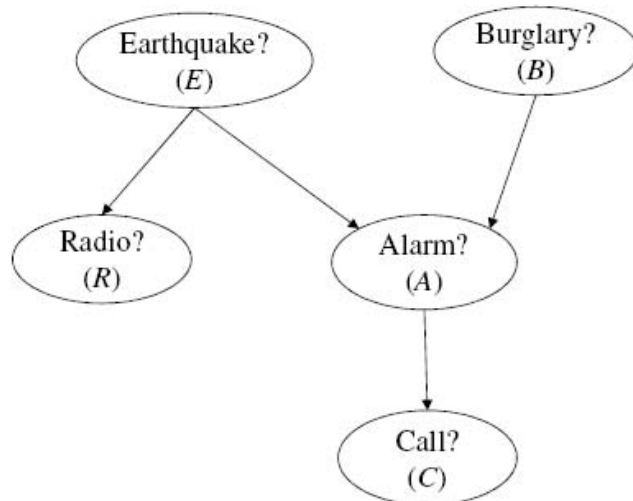 Earthquake?
(E)
Burglary?
(B)
Radio?
(R)
Alarm?
(A)
Call?
(C)